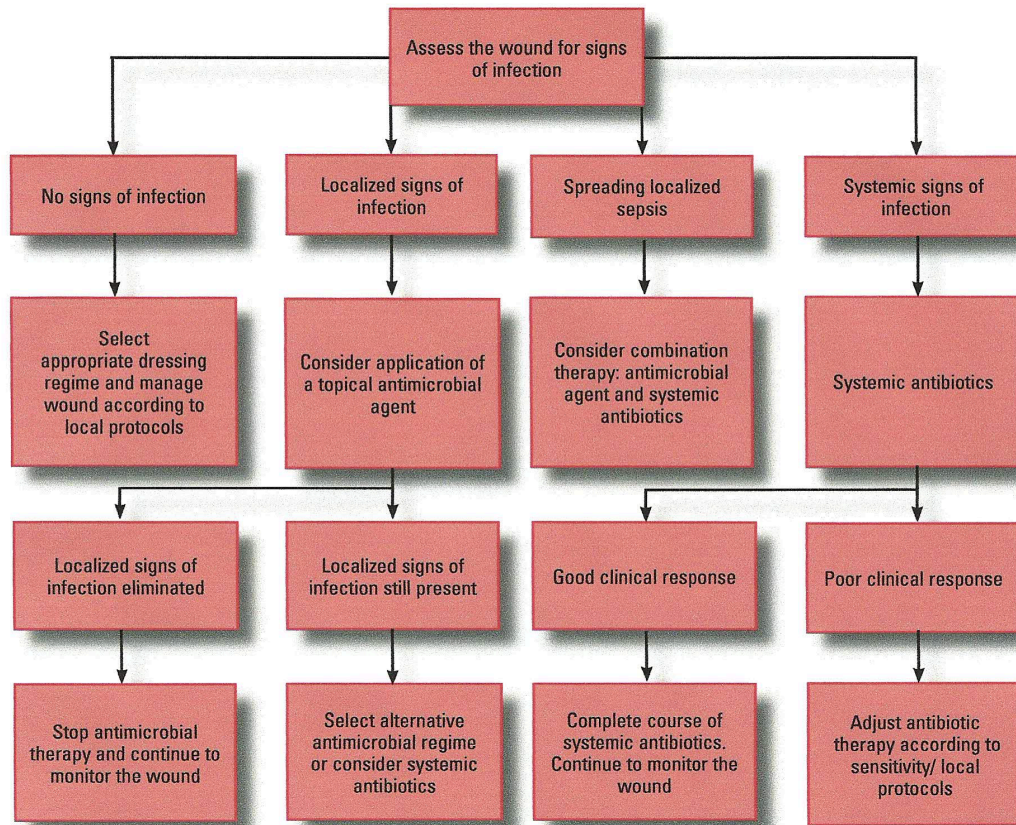 Assess the wound for signs
of infection
No signs of infection
Localized signs of
infection
Spreading localized
sepsis
Systemic signs of
infection
Select
appropriate dressing
regime and manage
wound according to
local protocols
Consider application of
a topical antimicrobial
agent
Consider combination
therapy: antimicrobial
agent and systemic
antibiotics
Systemic antibiotics
Localized signs of
infection eliminated
Localized signs of
infection still present
Good clinical response
Poor clinical response
Stop antimicrobial
therapy and continue to
monitor the wound
Select alternative
antimicrobial regime
or consider systemic
antibiotics
Complete course of
systemic antibiotics.
Continue to monitor the
wound
Adjust antibiotic
therapy according to
sensitivity/ local
protocols